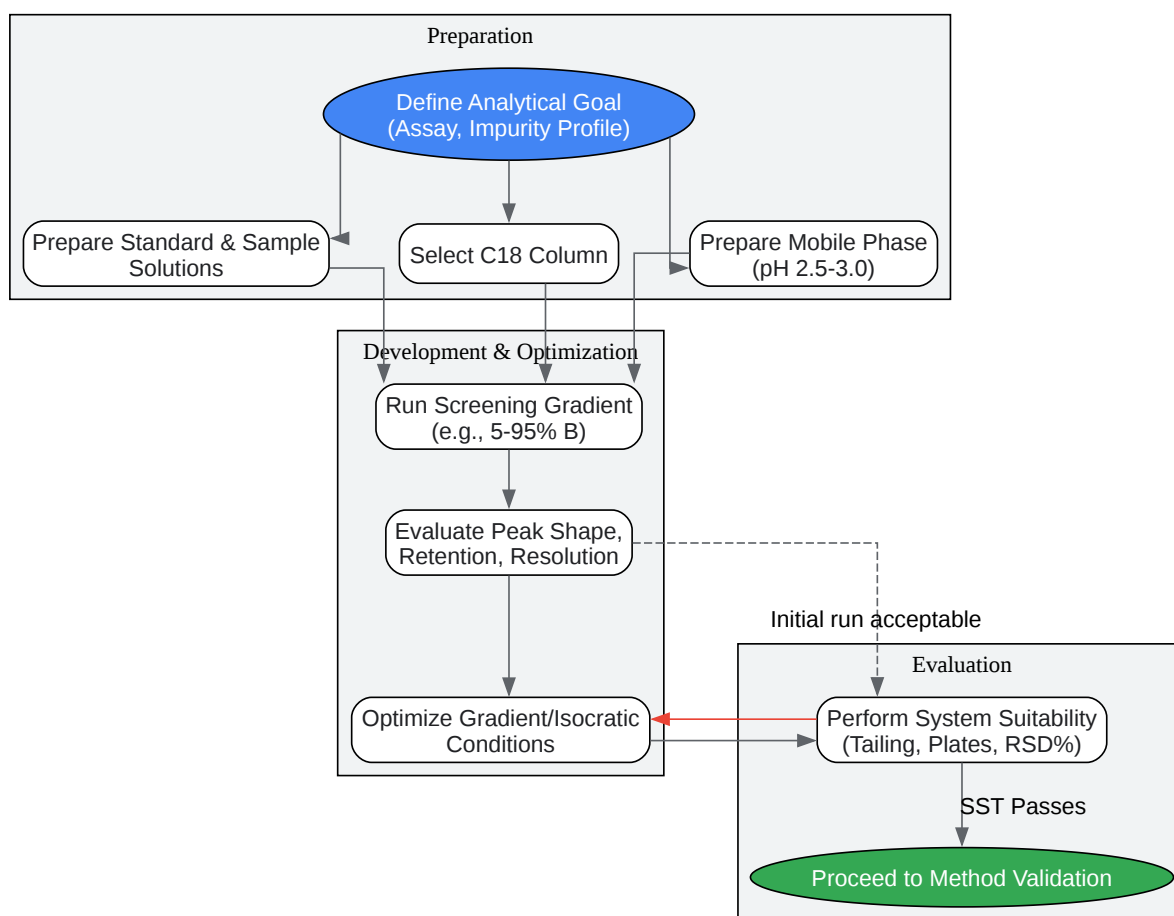 Preparation
Define Analytical Goal
(Assay, Impurity Profile)
Prepare Standard & Sample
Solutions
Select C18 Column
Prepare Mobile Phase
(pH 2.5-3.0)
Development & Optimization
Run Screening Gradient
(e.g., 5-95% B)
Evaluate Peak Shape,
Retention, Resolution
Initial run acceptable
Evaluation
Optimize Gradient/Isocratic
Conditions
Perform System Suitability
(Tailing, Plates, RSD%)
SST Passes
Proceed to Method Validation